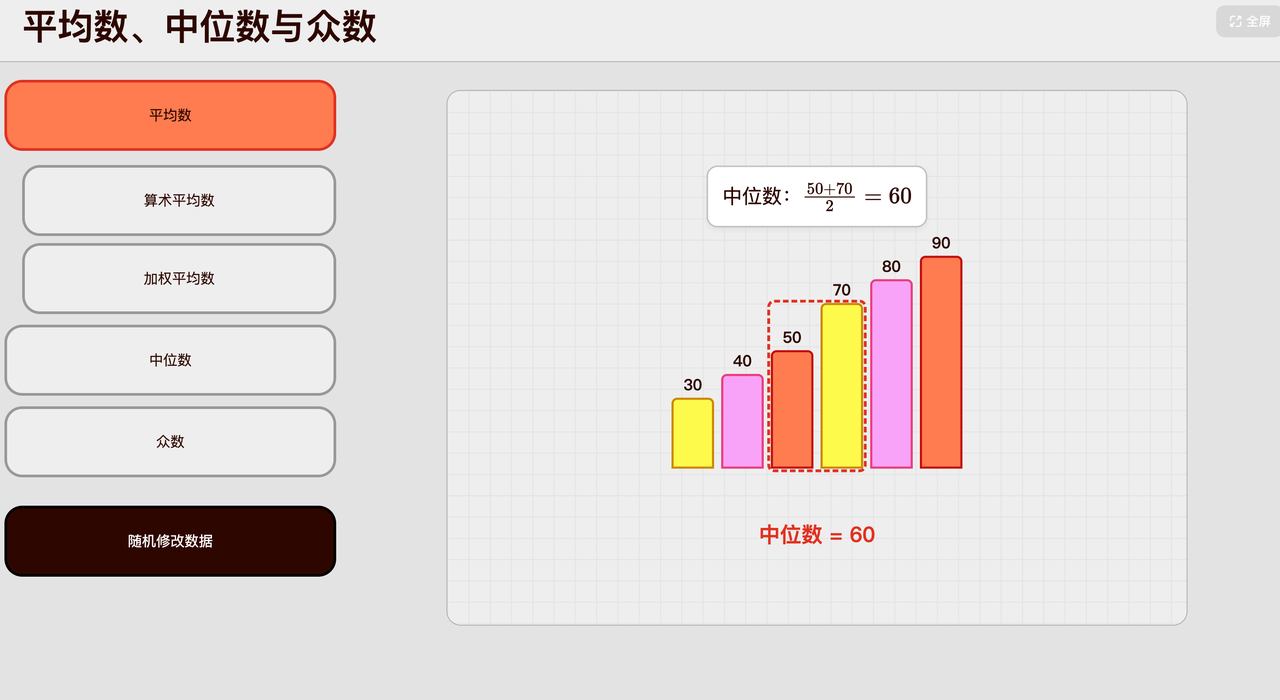 平均数、中位数与众数
全屏
平均数
算术平均数
加权平均数
中位数
众数
随机修改数据
中位数： \frac{50+70}{2} = 60
90
80
70
50
40
30
中位数 = 60